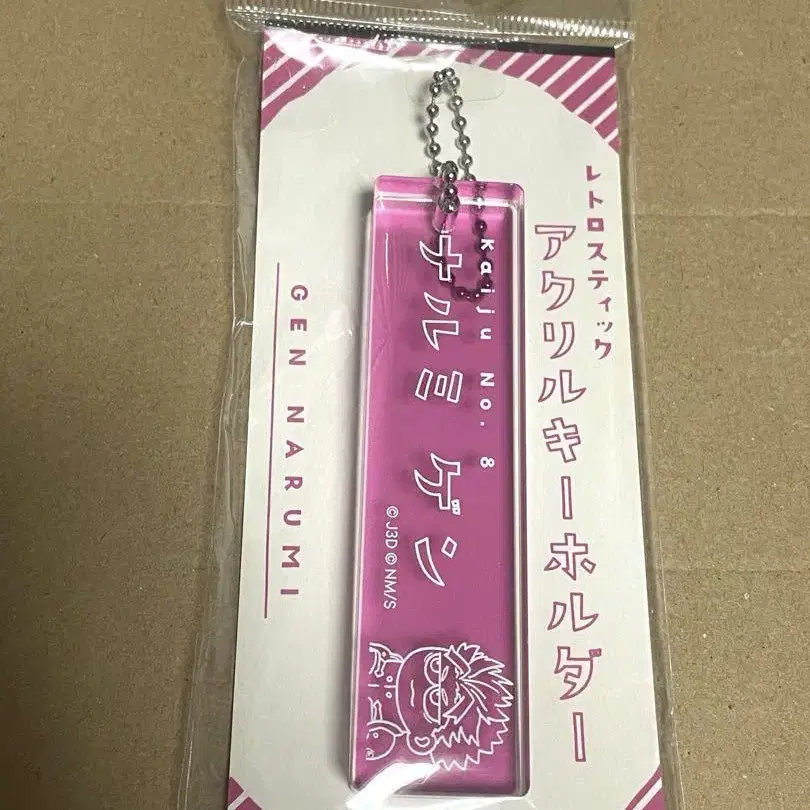 レトロスティック
アクリルキーホルダー
Kaiju No. 8
ナルミ ゲン
© J3D © NM/S
GEN NARUMI